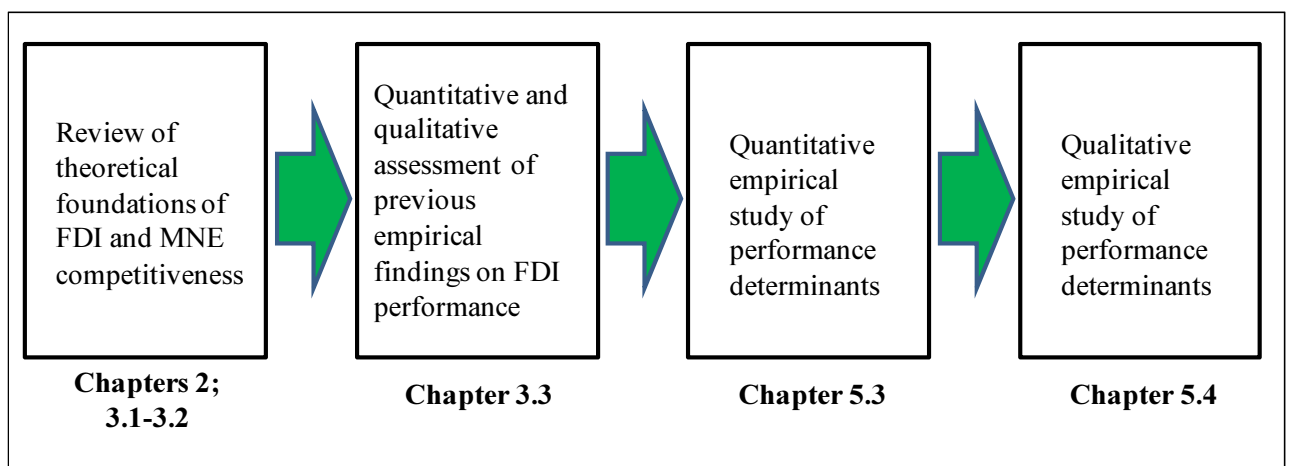 Review of
theoretical
foundations of
FDI and MNE
competitiveness
Chapters 2;
3.1-3.2
Quantitative and
qualitative
assessment of
previous
empirical
findings on FDI
performance
Chapter 3.3
Quantitative
empirical
study of
performance
determinants
Chapter 5.3
Qualitative
empirical
study of
performance
determinants
Chapter 5.4